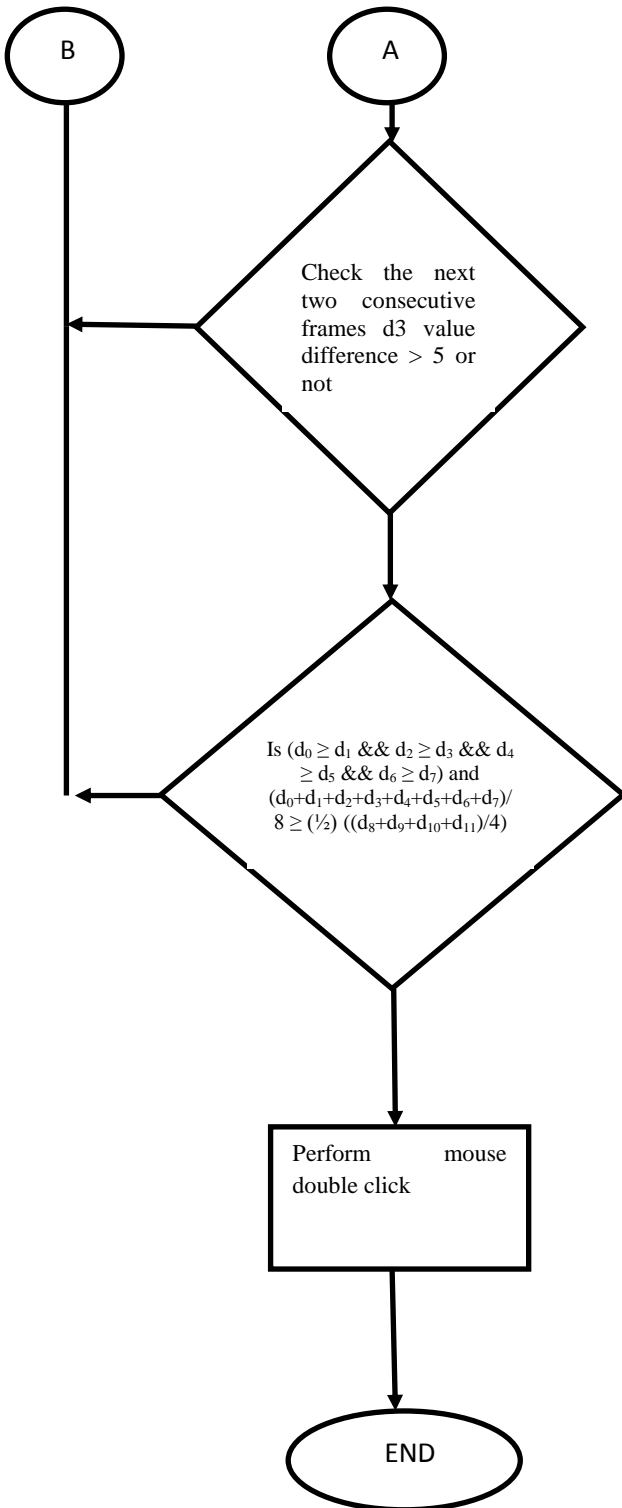 B
A
Check the next
two consecutive
frames d3 value
difference > 5 or
not
Is (d₀ ≥ d₁ && d₂ ≥ d₃ && d₄
≥ d₅ && d₆ ≥ d₇) and
(d₀+d₁+d₂+d₃+d₄+d₅+d₆+d₇)/
8 ≥ (½) ((d₈+d₉+d₁₀+d₁₁)/4)
Perform mouse
double click
END